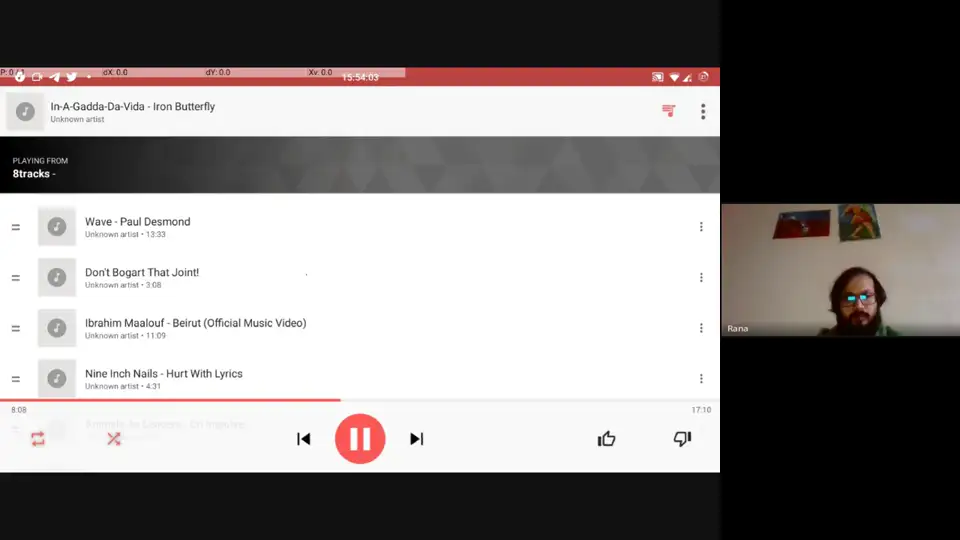 P: 0 / 1 dX: 0.0 dY: 0.0 Xv: 0.0 15:54:03
In-A-Gadda-Da-Vida - Iron Butterfly
Unknown artist
PLAYING FROM
8tracks -
Wave - Paul Desmond
Unknown artist • 13:33
Don't Bogart That Joint!
Unknown artist • 3:08
Ibrahim Maalouf - Beirut (Official Music Video)
Unknown artist • 11:09
Nine Inch Nails - Hurt With Lyrics
Unknown artist • 4:31
8:08 17:10
Rana